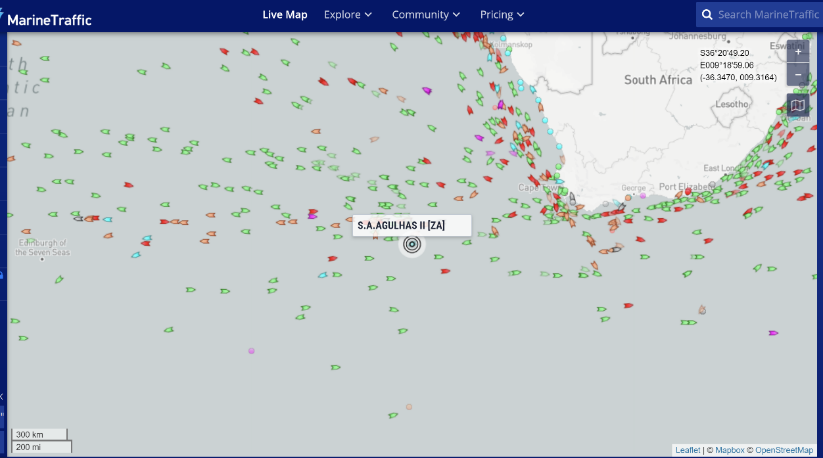 MarineTraffic
Live Map
Explore
Community
Pricing
Search MarineTraffic
Kolmanskop
Johannesburg
Eswatini
S36°20'49.20
E009°18'59.06
(-36.3470, 009.3164)
+
−
South Africa
Lesotho
East London
Cape Town
George
Port Elizabeth
S.A.AGULHAS II [ZA]
Edinburgh of
the Seven Seas
300 km
200 mi
Leaflet | © Mapbox © OpenStreetMap